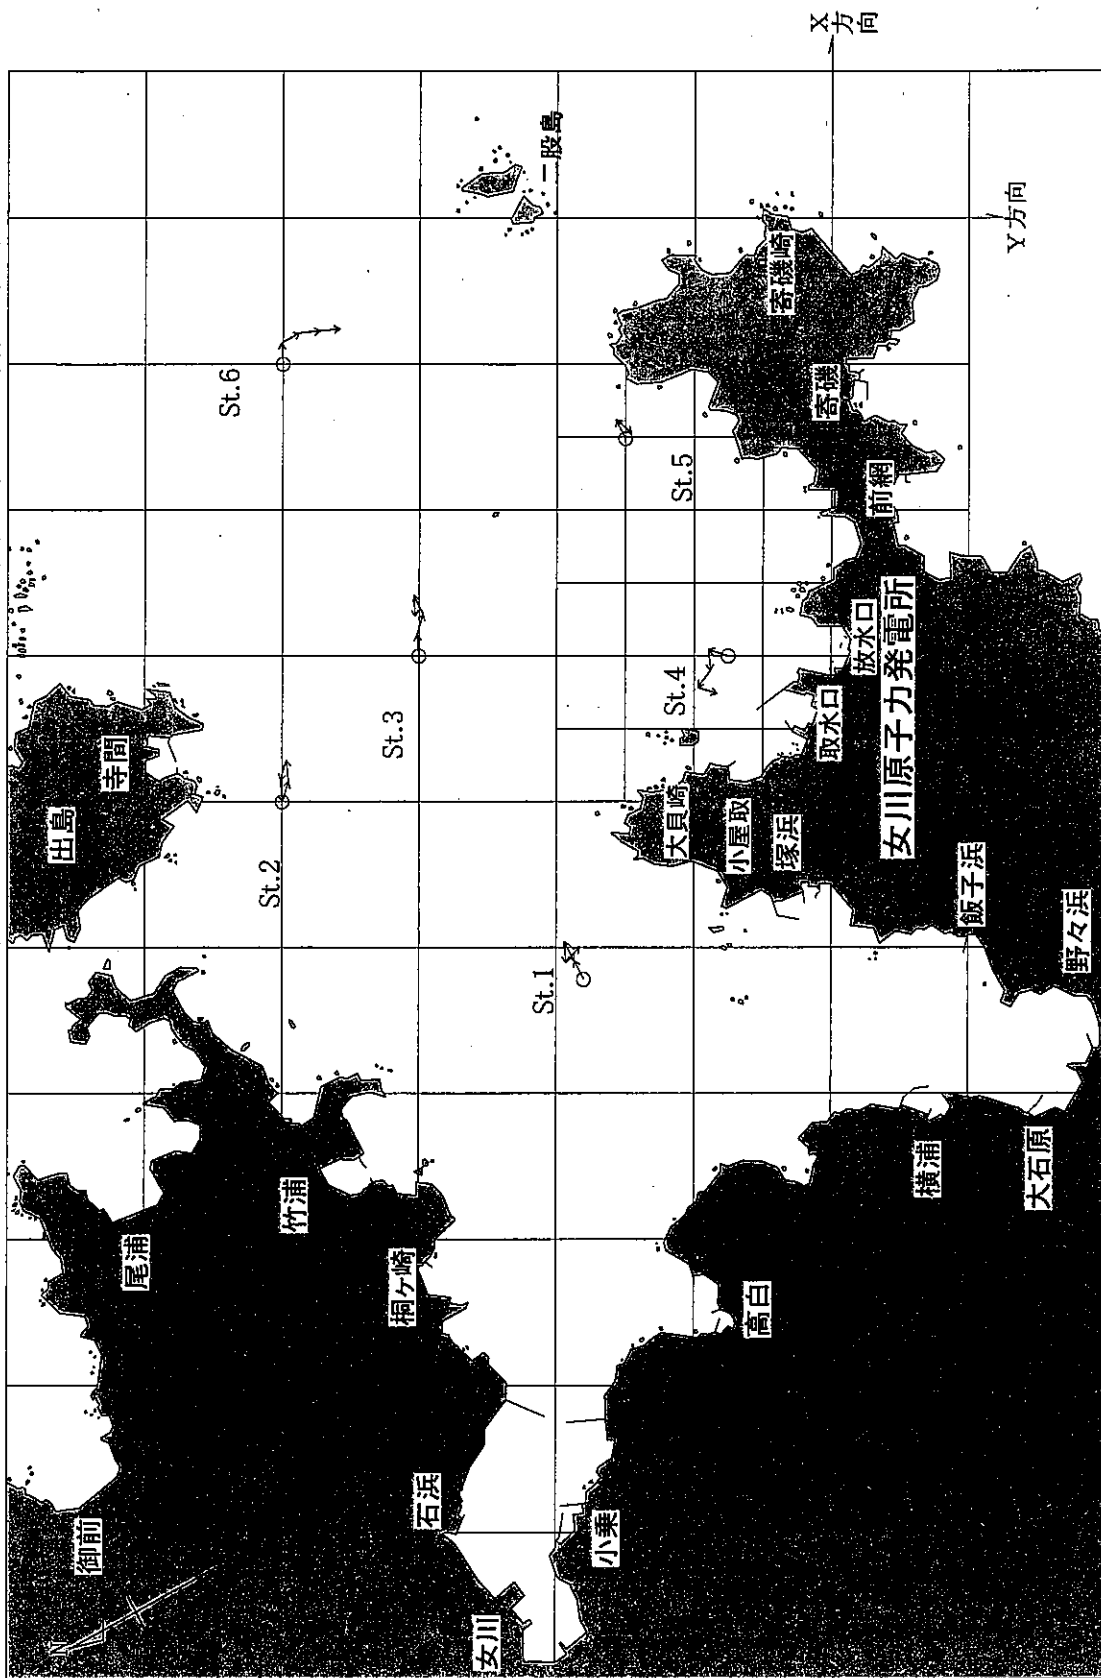 X
方向
Y方向
二股島
St.6
寄磯崎
寄磯
St.5
前網
放水口
女川原子力発電所
取水口
St.4
St.3
寺間
出島
大貝崎
小屋取
塚浜
St.2
飯子浜
野々浜
St.1
横浦
大石原
竹浦
尾浦
桐ヶ崎
高白
石浜
小乗
御前
女川